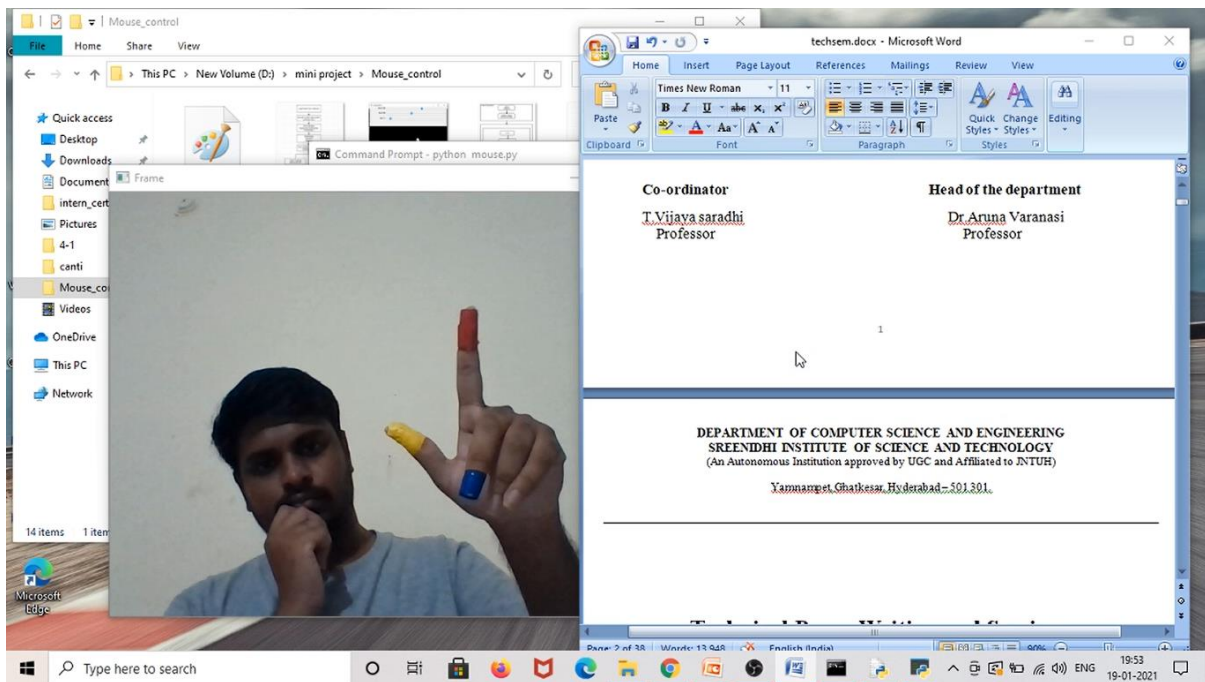 Mouse_control
File Home Share View
This PC > New Volume (D:) > mini project > Mouse_control
Quick access
Desktop
Downloads
Document
intern_cert
Pictures
4-1
canti
Mouse_co
Videos
OneDrive
This PC
Network
14 items 1 item
Command Prompt - python mouse.py
Frame
Microsoft
Edge
techsem.docx - Microsoft Word
Home Insert Page Layout References Mailings Review View
Paste
Times New Roman 11
B I U abe x, x²
A Aa A A
Quick Styles
Change Styles
Editing
Clipboard Font Paragraph Styles
Co-ordinator Head of the department
T.Vijaya saradhi Dr.Aruna Varanasi
Professor Professor
1
DEPARTMENT OF COMPUTER SCIENCE AND ENGINEERING
SREENIDHI INSTITUTE OF SCIENCE AND TECHNOLOGY
(An Autonomous Institution approved by UGC and Affiliated to JNTUH)
Yamnampet, Ghatkesar, Hyderabad – 501 301.
Page: 2 of 38 Words: 13,948 English (India) 90%
Type here to search
ENG
19:53
19-01-2021